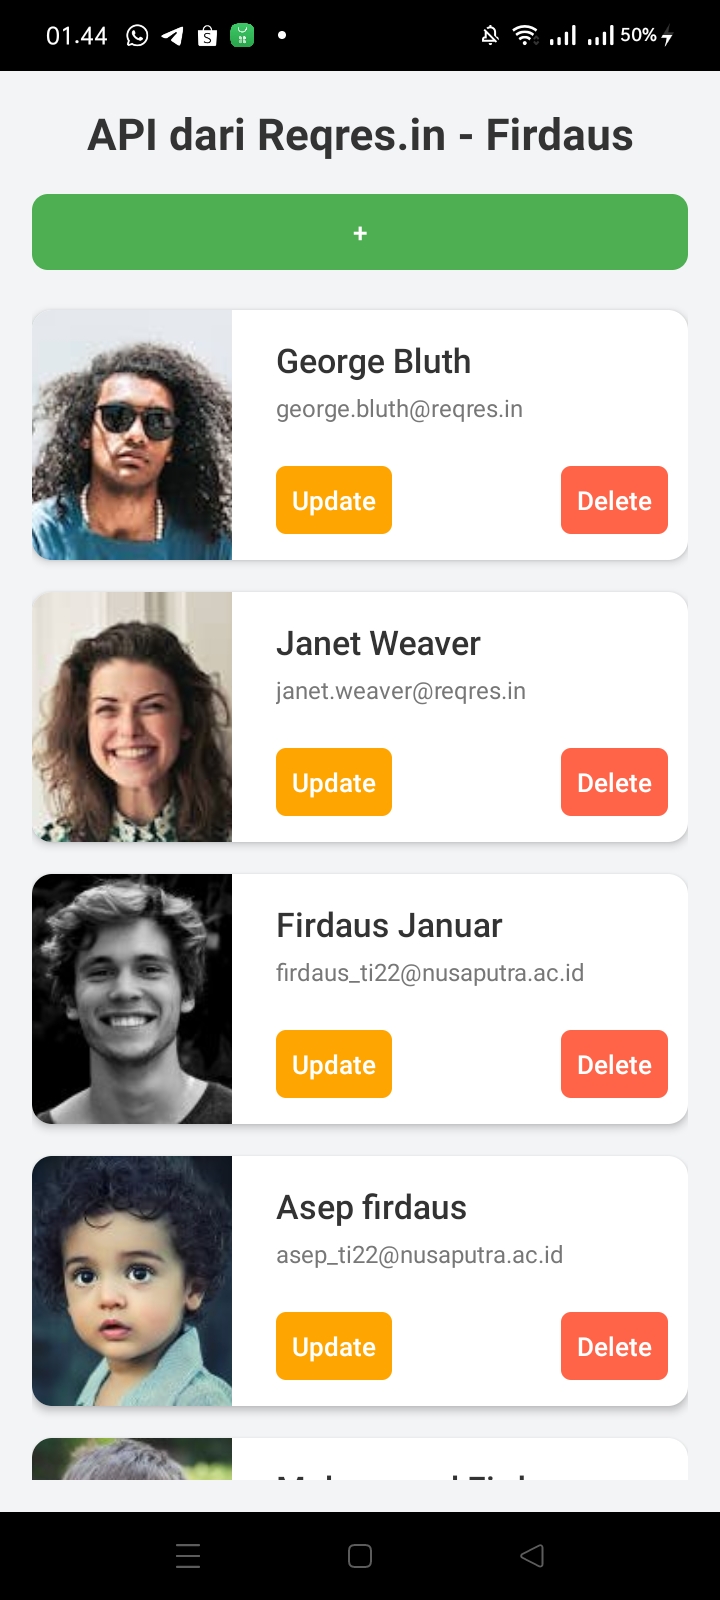 01.44
50%
API dari Reqres.in - Firdaus
+
George Bluth
george.bluth@reqres.in
Update Delete
Janet Weaver
janet.weaver@reqres.in
Update Delete
Firdaus Januar
firdaus_ti22@nusaputra.ac.id
Update Delete
Asep firdaus
asep_ti22@nusaputra.ac.id
Update Delete